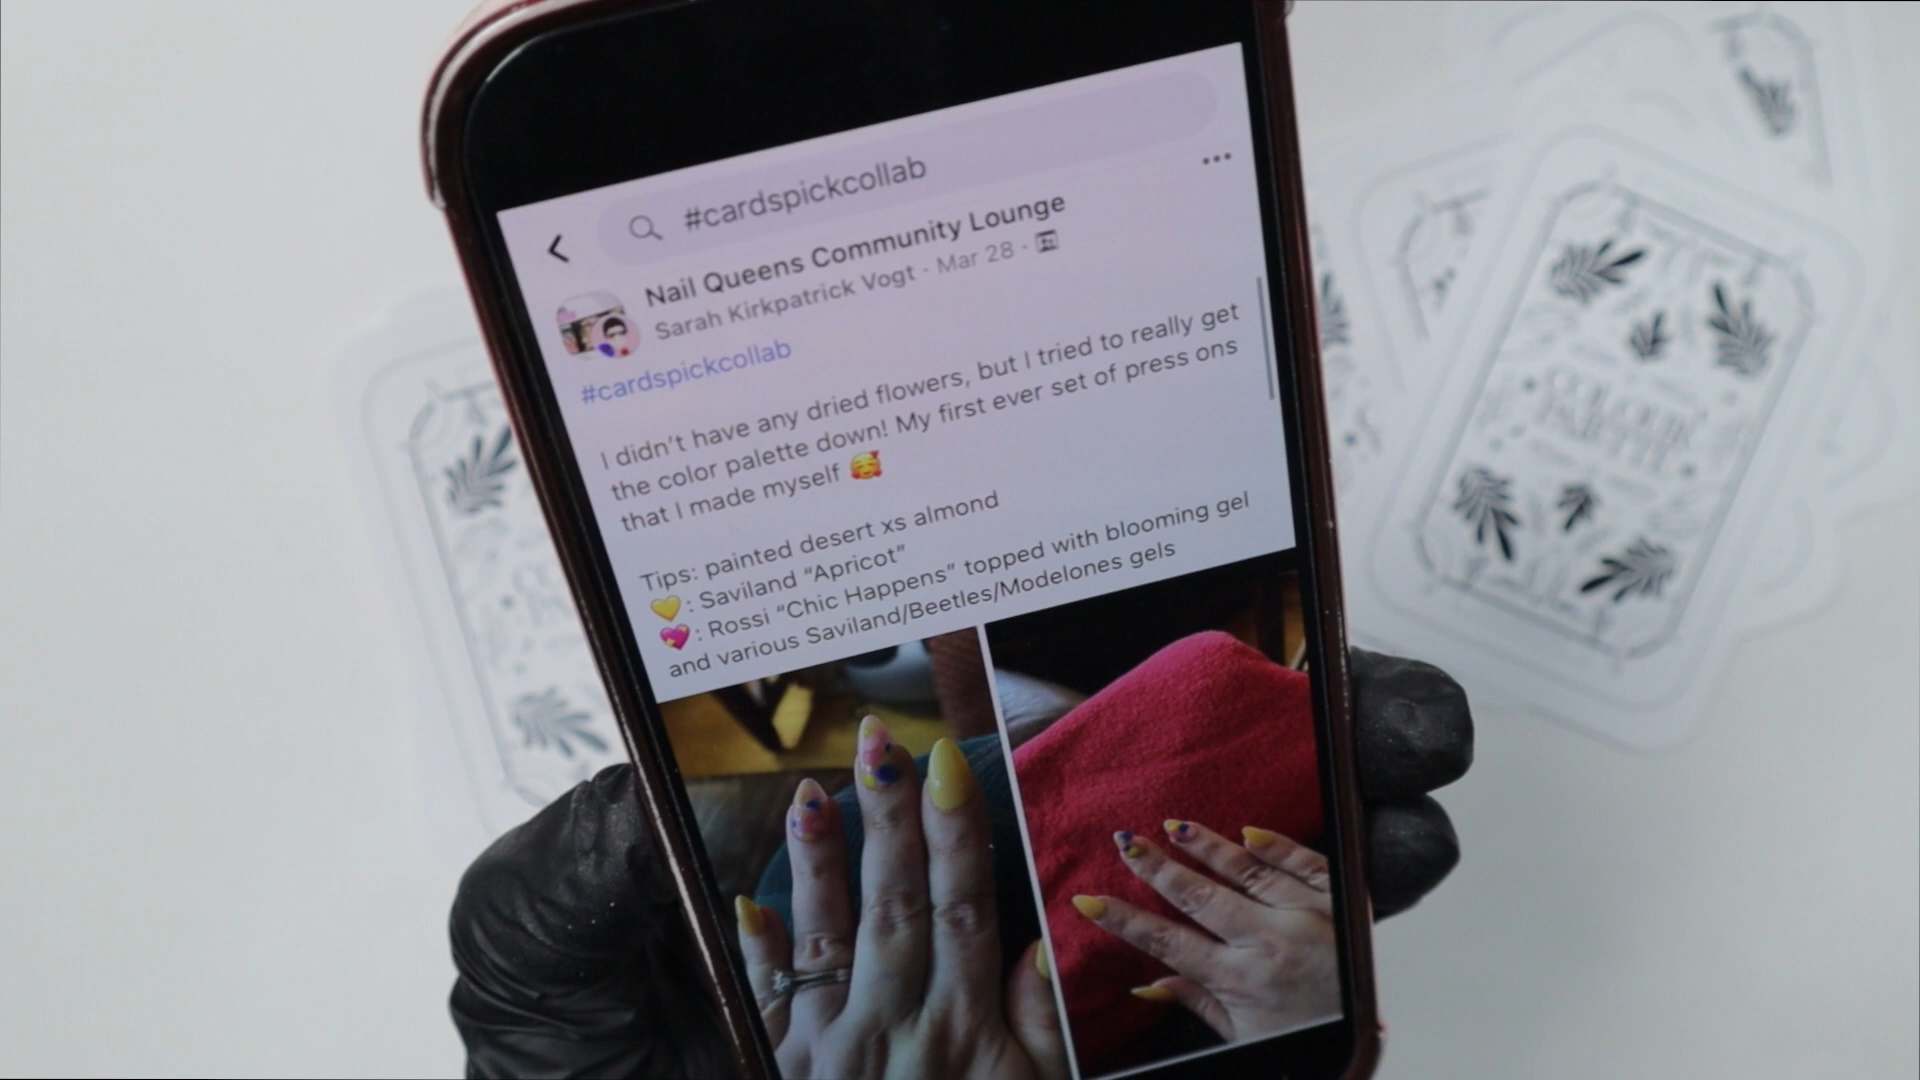 #cardspickcollab
Nail Queens Community Lounge
Sarah Kirkpatrick Vogt · Mar 28 ·
#cardspickcollab
I didn't have any dried flowers, but I tried to really get
the color palette down! My first ever set of press ons
that I made myself 🥰
Tips: painted desert xs almond
💛: Saviland “Apricot”
💖: Rossi “Chic Happens” topped with blooming gel
and various Saviland/Beetles/Modelones gels
COLOUR
PALETTE